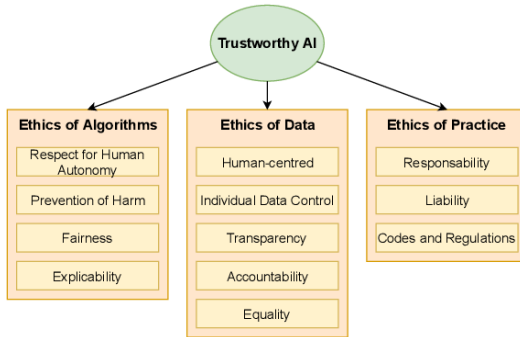 Trustworthy AI
Ethics of Algorithms
Respect for Human
Autonomy
Prevention of Harm
Fairness
Explicability
Ethics of Data
Human-centred
Individual Data Control
Transparency
Accountability
Equality
Ethics of Practice
Responsability
Liability
Codes and Regulations